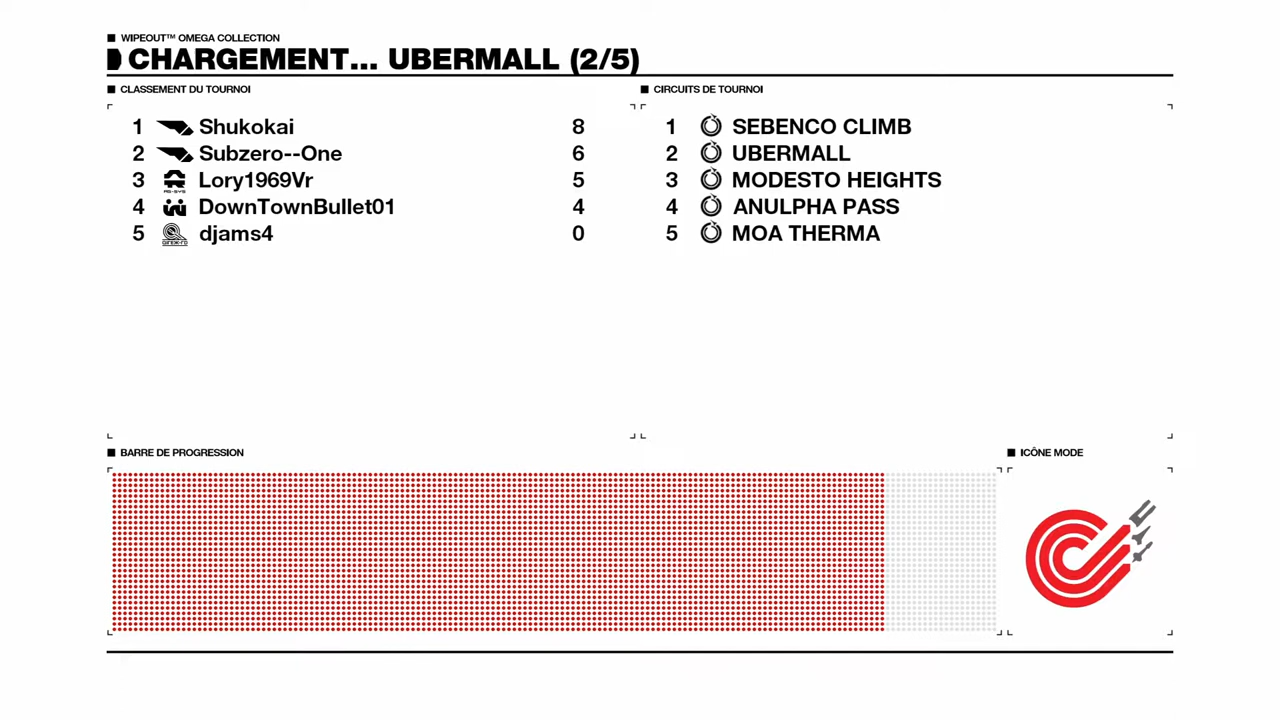 WIPEOUT™ OMEGA COLLECTION
CHARGEMENT... UBERMALL (2/5)
CLASSEMENT DU TOURNOI
1 Shukokai 8
2 Subzero--One 6
3 AG-SYS Lory1969Vr 5
4 DownTownBullet01 4
5 djams4 0
CIRCUITS DE TOURNOI
1 SEBENCO CLIMB
2 UBERMALL
3 MODESTO HEIGHTS
4 ANULPHA PASS
5 MOA THERMA
BARRE DE PROGRESSION
ICÔNE MODE